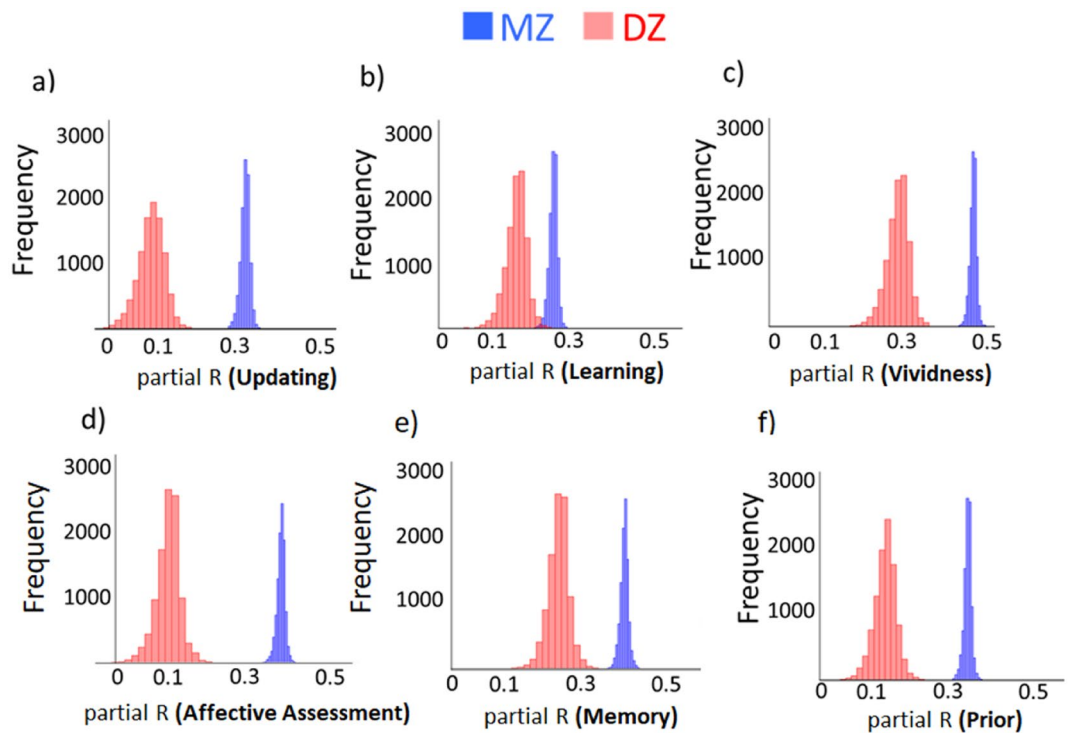 MZ DZ
a)
3000
2000
1000
Frequency
0 0.1 0.3 0.5
partial R (Updating)
b)
3000
2000
1000
Frequency
0 0.1 0.3 0.5
partial R (Learning)
c)
3000
2000
1000
Frequency
0 0.1 0.3 0.5
partial R (Vividness)
d)
3000
2000
1000
Frequency
0 0.1 0.3 0.5
partial R (Affective Assessment)
e)
3000
2000
1000
Frequency
0 0.1 0.3 0.5
partial R (Memory)
f)
3000
2000
1000
Frequency
0 0.1 0.3 0.5
partial R (Prior)